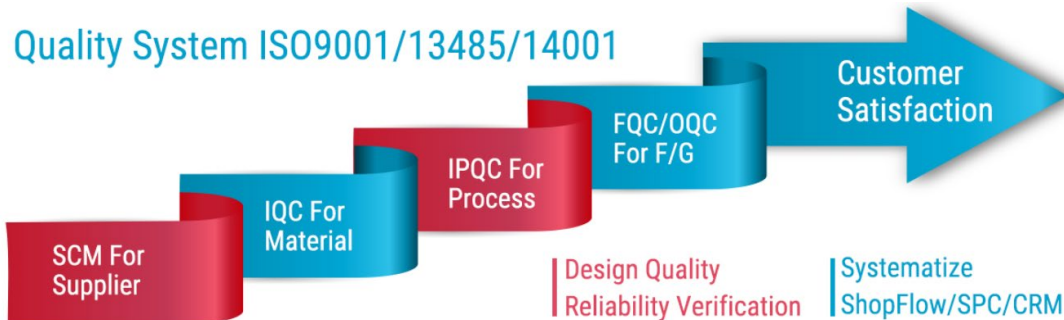 Quality System ISO9001/13485/14001
SCM For
Supplier
IQC For
Material
IPQC For
Process
FQC/OQC
For F/G
Customer
Satisfaction
Design Quality
Reliability Verification
Systematize
ShopFlow/SPC/CRM